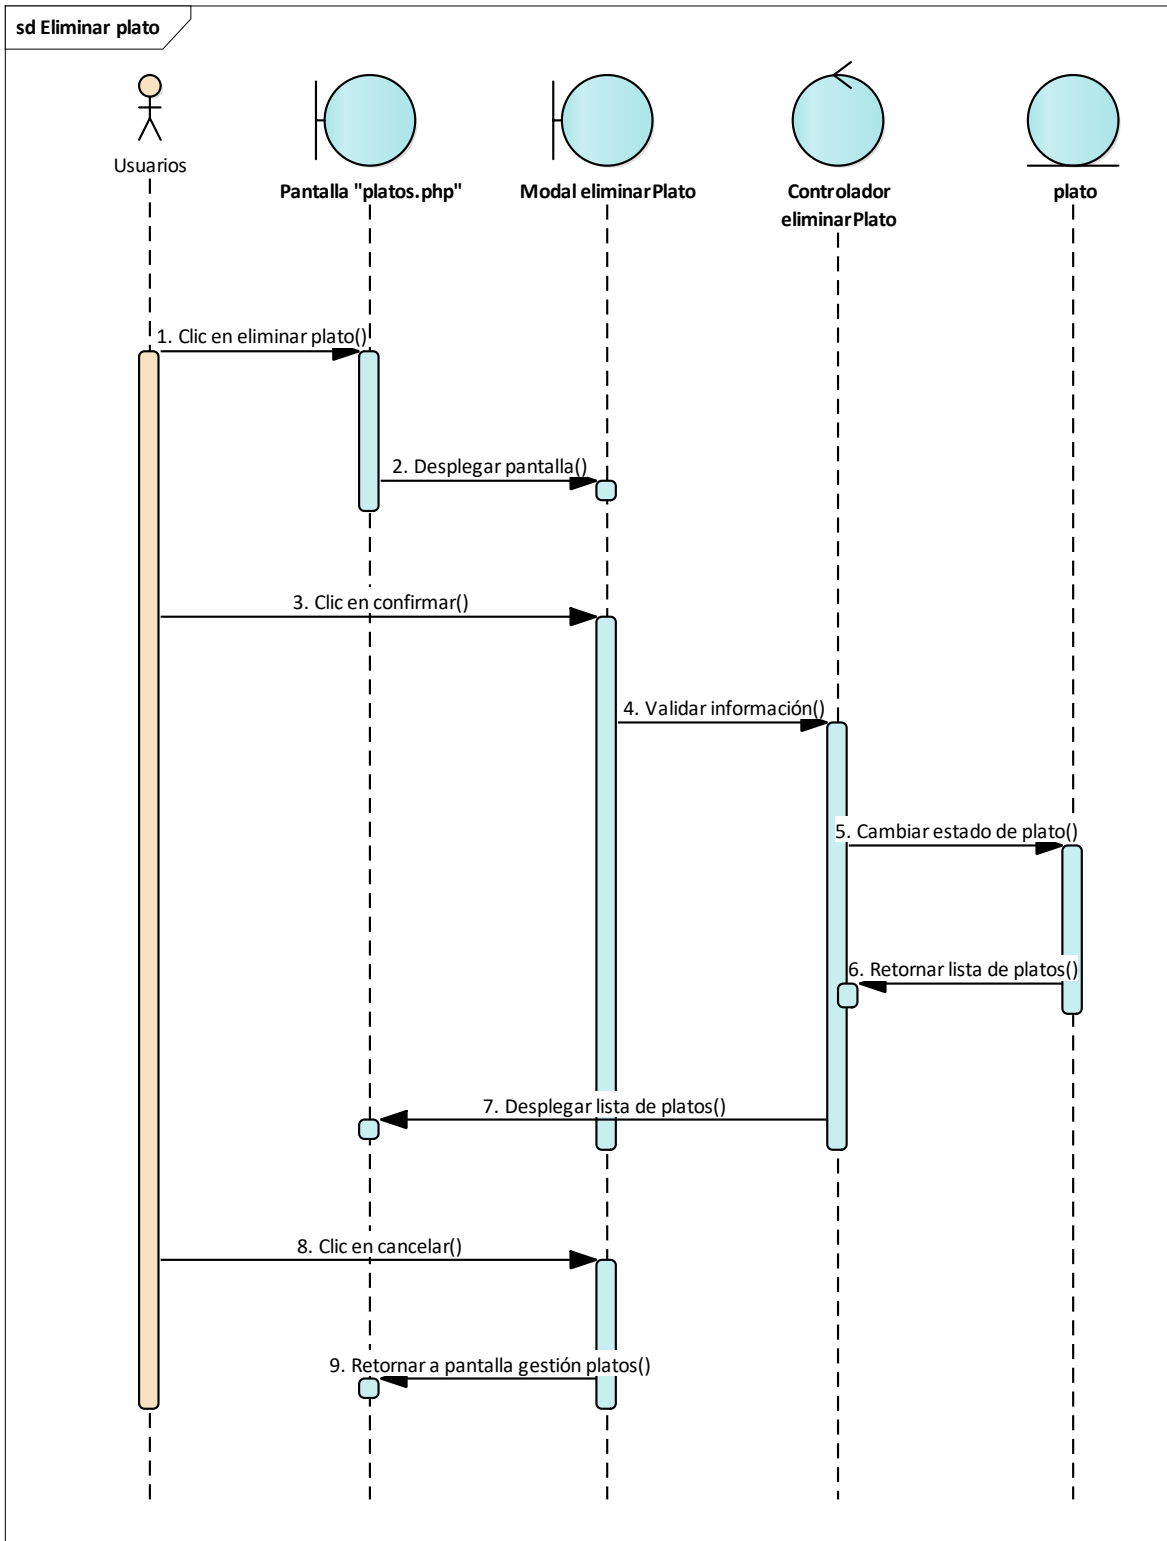 sd Eliminar plato
Usuarios
Pantalla "platos.php"
Modal eliminarPlato
Controlador
eliminarPlato
plato
1. Clic en eliminar plato()
2. Desplegar pantalla()
3. Clic en confirmar()
4. Validar información()
5. Cambiar estado de plato()
6. Retornar lista de platos()
7. Desplegar lista de platos()
8. Clic en cancelar()
9. Retornar a pantalla gestión platos()